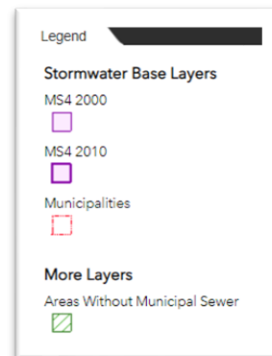 Legend
Stormwater Base Layers
MS4 2000
MS4 2010
Municipalities
More Layers
Areas Without Municipal Sewer